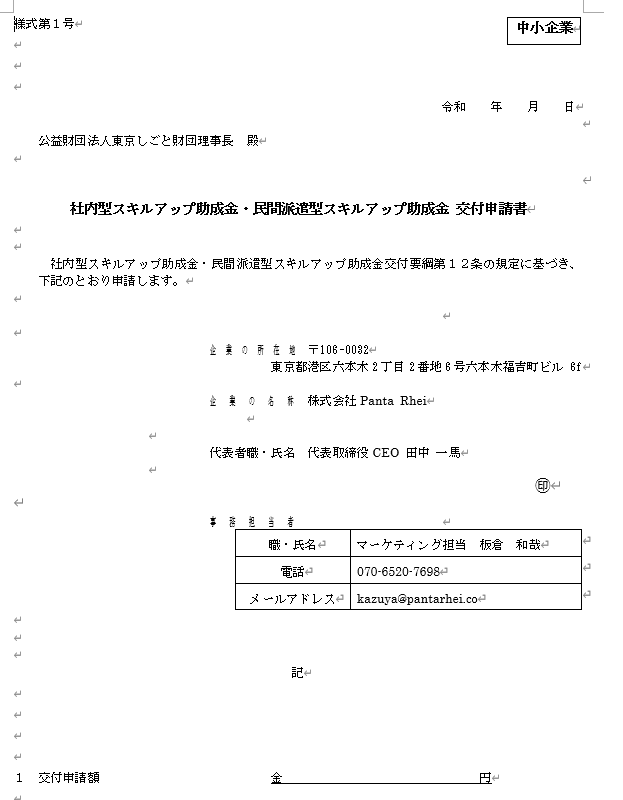 様式第１号
中小企業
令和　　年　　月　　日
公益財団法人東京しごと財団理事長　殿
社内型スキルアップ助成金・民間派遣型スキルアップ助成金 交付申請書
社内型スキルアップ助成金・民間派遣型スキルアップ助成金交付要綱第１２条の規定に基づき、
下記のとおり申請します。
企業の所在地　〒106-0032
東京都港区六本木２丁目２番地６号六本木福吉町ビル 6f
企業の名称　株式会社 Panta Rhei
代表者職・氏名　代表取締役 CEO 田中 一馬
㊞
事務担当者
職・氏名　マーケティング担当　板倉　和哉
電話　070-6520-7698
メールアドレス　kazuya@pantarhei.co
記
１　交付申請額　金　　　　円